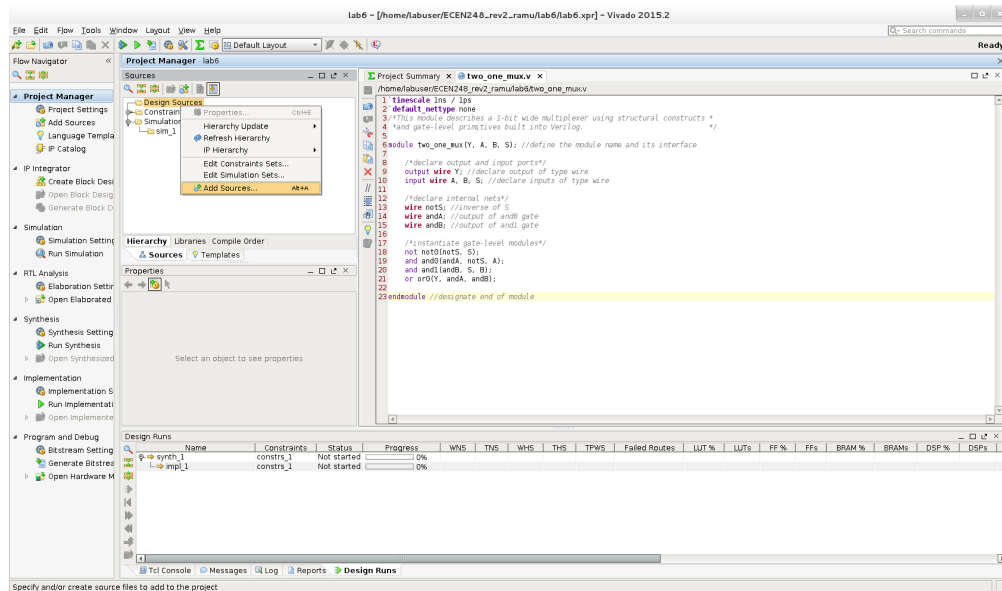 lab6 - [/home/labuser/ECEN248_rev2_ramu/lab6/lab6.xpr] - Vivado 2015.2
File Edit Flow Tools Window Layout View Help
Search commands
Default Layout
Ready
Flow Navigator
Project Manager
Project Settings
Add Sources
Language Templa
IP Catalog
IP Integrator
Create Block Desi
Open Block Desig
Generate Block D
Simulation
Simulation Setting
Run Simulation
RTL Analysis
Elaboration Settin
Open Elaborated
Synthesis
Synthesis Setting
Run Synthesis
Open Synthesized
Implementation
Implementation S
Run Implementati
Open Implemente
Program and Debug
Bitstream Setting
Generate Bitstrea
Open Hardware M
Project Manager - lab6
Sources
Design Sources
Constrain
Simulation
sim_1
Properties... Ctrl+E
Hierarchy Update
Refresh Hierarchy
IP Hierarchy
Edit Constraints Sets...
Edit Simulation Sets...
Add Sources... Alt+A
Hierarchy Libraries Compile Order
Sources Templates
Properties
Select an object to see properties
Project Summary two_one_mux.v
/home/labuser/ECEN248_rev2_ramu/lab6/two_one_mux.v
1 `timescale 1ns / 1ps
2 `default_nettype none
3 /*This module describes a 1-bit wide multiplexer using structural constructs *
4 *and gate-level primitives built into Verilog. */
5
6 module two_one_mux(Y, A, B, S); //define the module name and its interface
7
8 /*declare output and input ports*/
9 output wire Y; //declare output of type wire
10 input wire A, B, S; //declare inputs of type wire
11
12 /*declare internal nets*/
13 wire notS; //inverse of S
14 wire andA; //output of and0 gate
15 wire andB; //output of and1 gate
16
17 /*instantiate gate-level modules*/
18 not not0(notS, S);
19 and and0(andA, notS, A);
20 and and1(andB, S, B);
21 or or0(Y, andA, andB);
22
23 endmodule //designate end of module
Design Runs
Name Constraints Status Progress WNS TNS WHS THS TPWS Failed Routes LUT % LUTs FF % FFs BRAM % BRAMs DSP % DSPs
synth_1 constrs_1 Not started 0%
impl_1 constrs_1 Not started 0%
Tcl Console Messages Log Reports Design Runs
Specify and/or create source files to add to the project